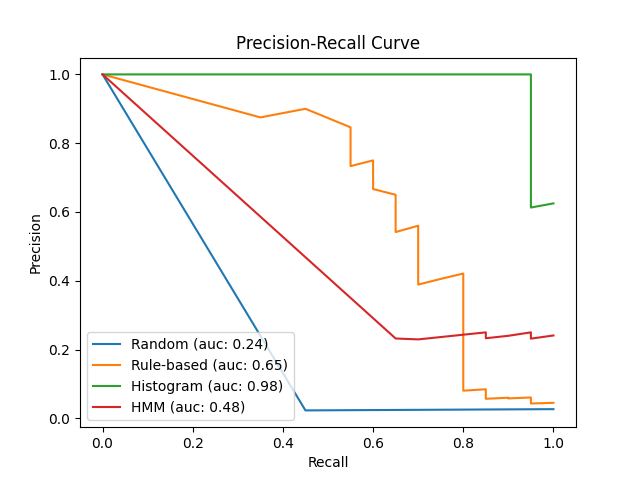 Precision-Recall Curve
Precision
1.0
0.8
0.6
0.4
0.2
0.0
Random (auc: 0.24)
Rule-based (auc: 0.65)
Histogram (auc: 0.98)
HMM (auc: 0.48)
0.0 0.2 0.4 0.6 0.8 1.0
Recall